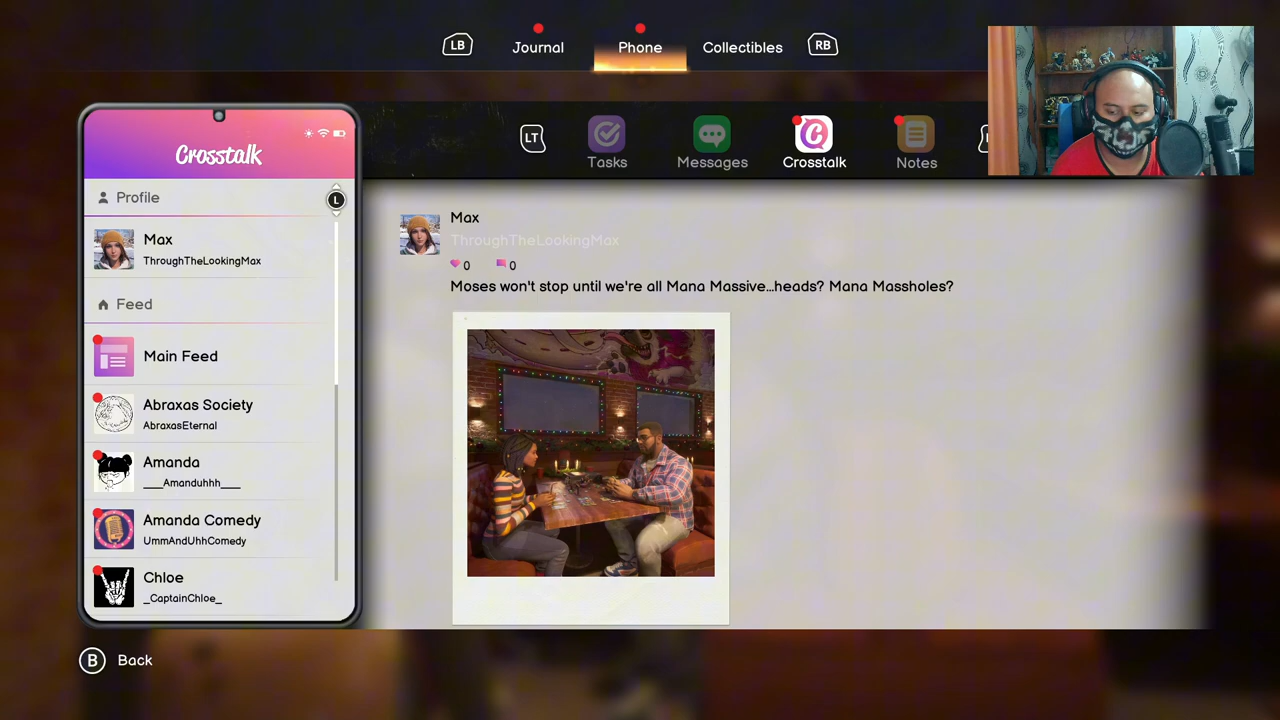 LB
Journal
Phone
Collectibles
RB
Crosstalk
LT
Tasks
Messages
Crosstalk
Notes
Profile
L
Max
ThroughTheLookingMax
Feed
Main Feed
Abraxas Society
AbraxasEternal
Amanda
___Amanduhhh___
Amanda Comedy
UmmAndUhhComedy
Chloe
_CaptainChloe_
Max
ThroughTheLookingMax
0
0
Moses won't stop until we're all Mana Massive...heads? Mana Massholes?
B
Back